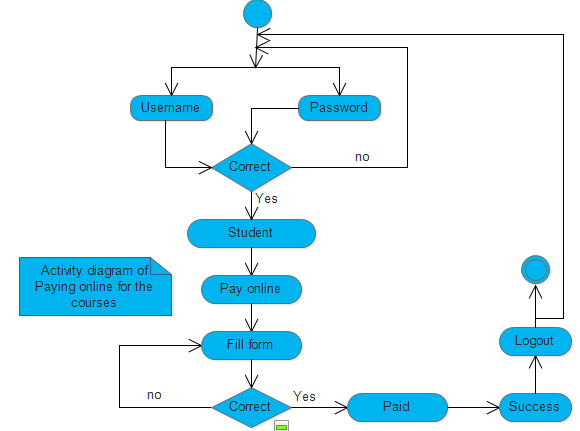 Username
Password
Correct
no
Yes
Student
Activity diagram of
Paying online for the
courses
Pay online
Fill form
Logout
no
Correct
Yes
Paid
Success